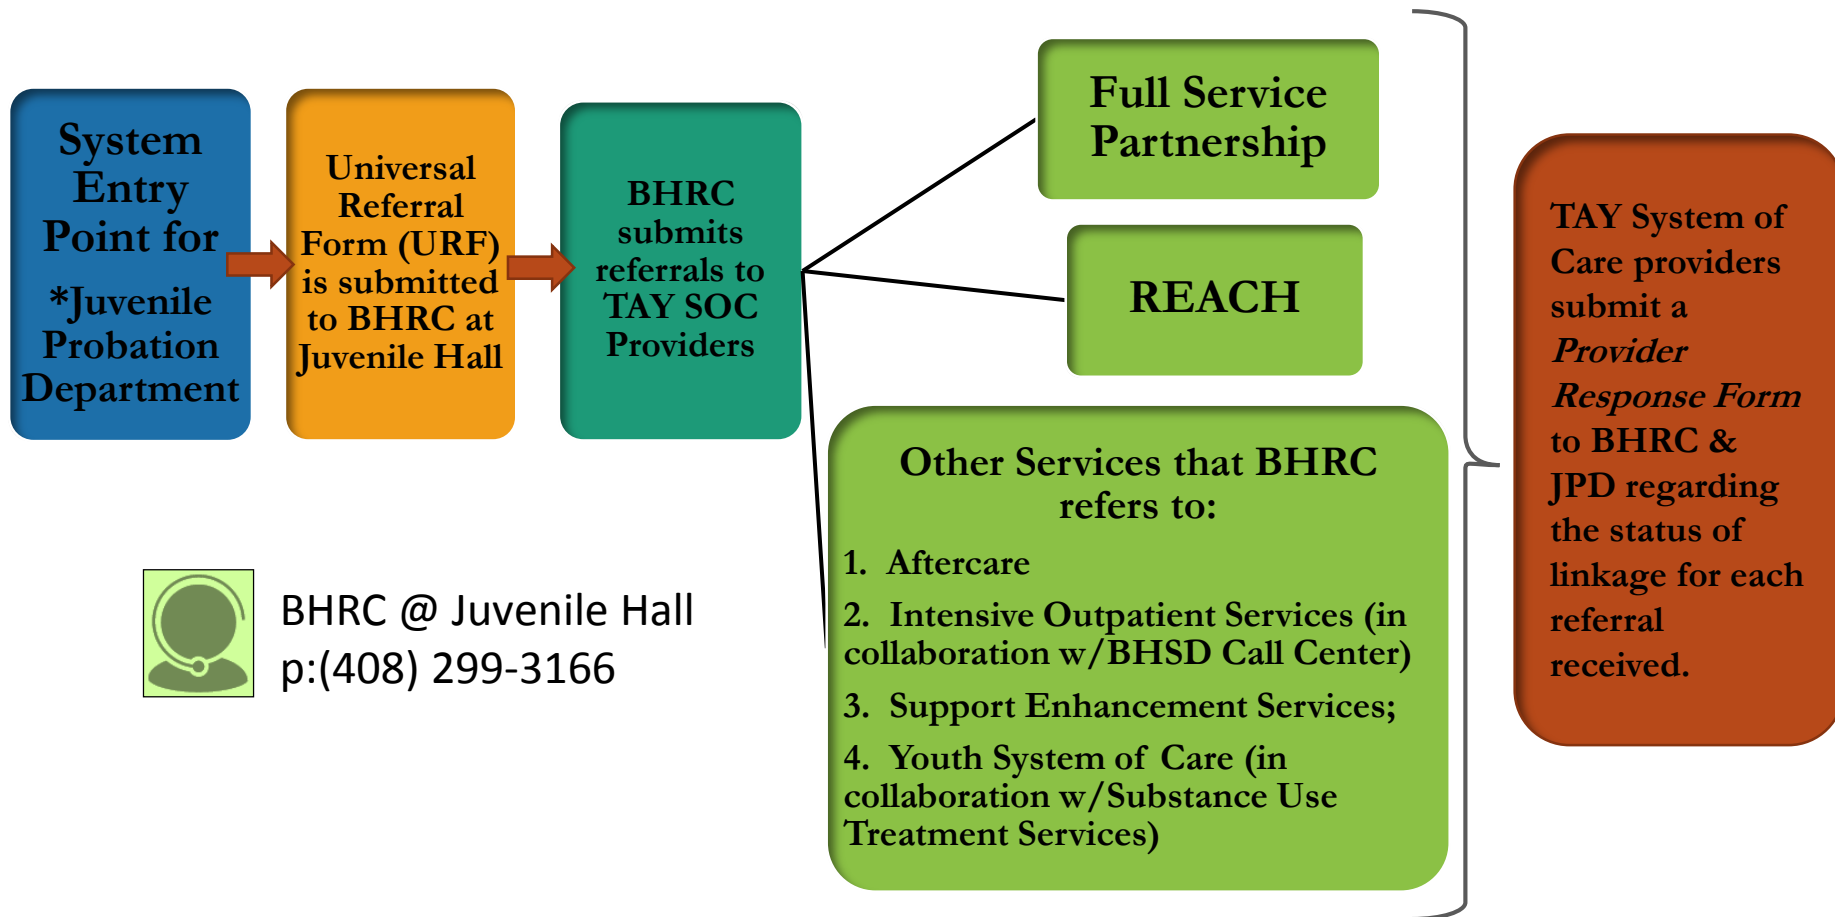 System
Entry
Point for
*Juvenile
Probation
Department
Universal
Referral
Form (URF)
is submitted
to BHRC at
Juvenile Hall
BHRC
submits
referrals to
TAY SOC
Providers
Full Service
Partnership
REACH
Other Services that BHRC
refers to:
1. Aftercare
2. Intensive Outpatient Services (in
collaboration w/BHSD Call Center)
3. Support Enhancement Services;
4. Youth System of Care (in
collaboration w/Substance Use
Treatment Services)
TAY System of
Care providers
submit a
Provider
Response Form
to BHRC &
JPD regarding
the status of
linkage for each
referral
received.
BHRC @ Juvenile Hall
p:(408) 299-3166